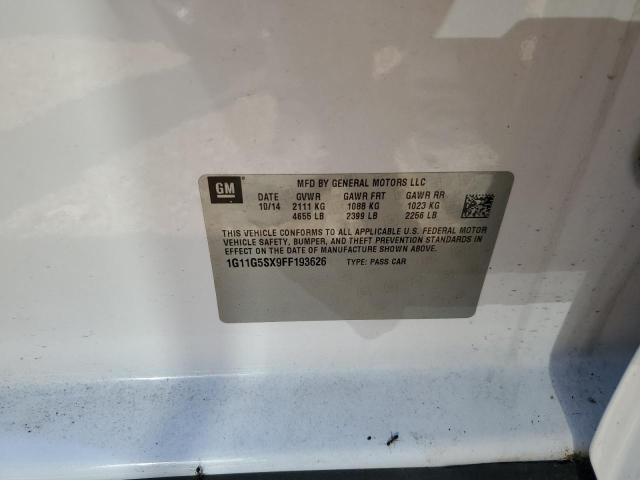 GM
MFD BY GENERAL MOTORS LLC
DATE GVWR GAWR FRT GAWR RR
10/14 2111 KG 1088 KG 1023 KG
4655 LB 2399 LB 2256 LB
THIS VEHICLE CONFORMS TO ALL APPLICABLE U.S. FEDERAL MOTOR
VEHICLE SAFETY, BUMPER, AND THEFT PREVENTION STANDARDS IN
EFFECT ON THE DATE OF MANUFACTURE SHOWN ABOVE.
1G11G5SX9FF193626 TYPE: PASS CAR